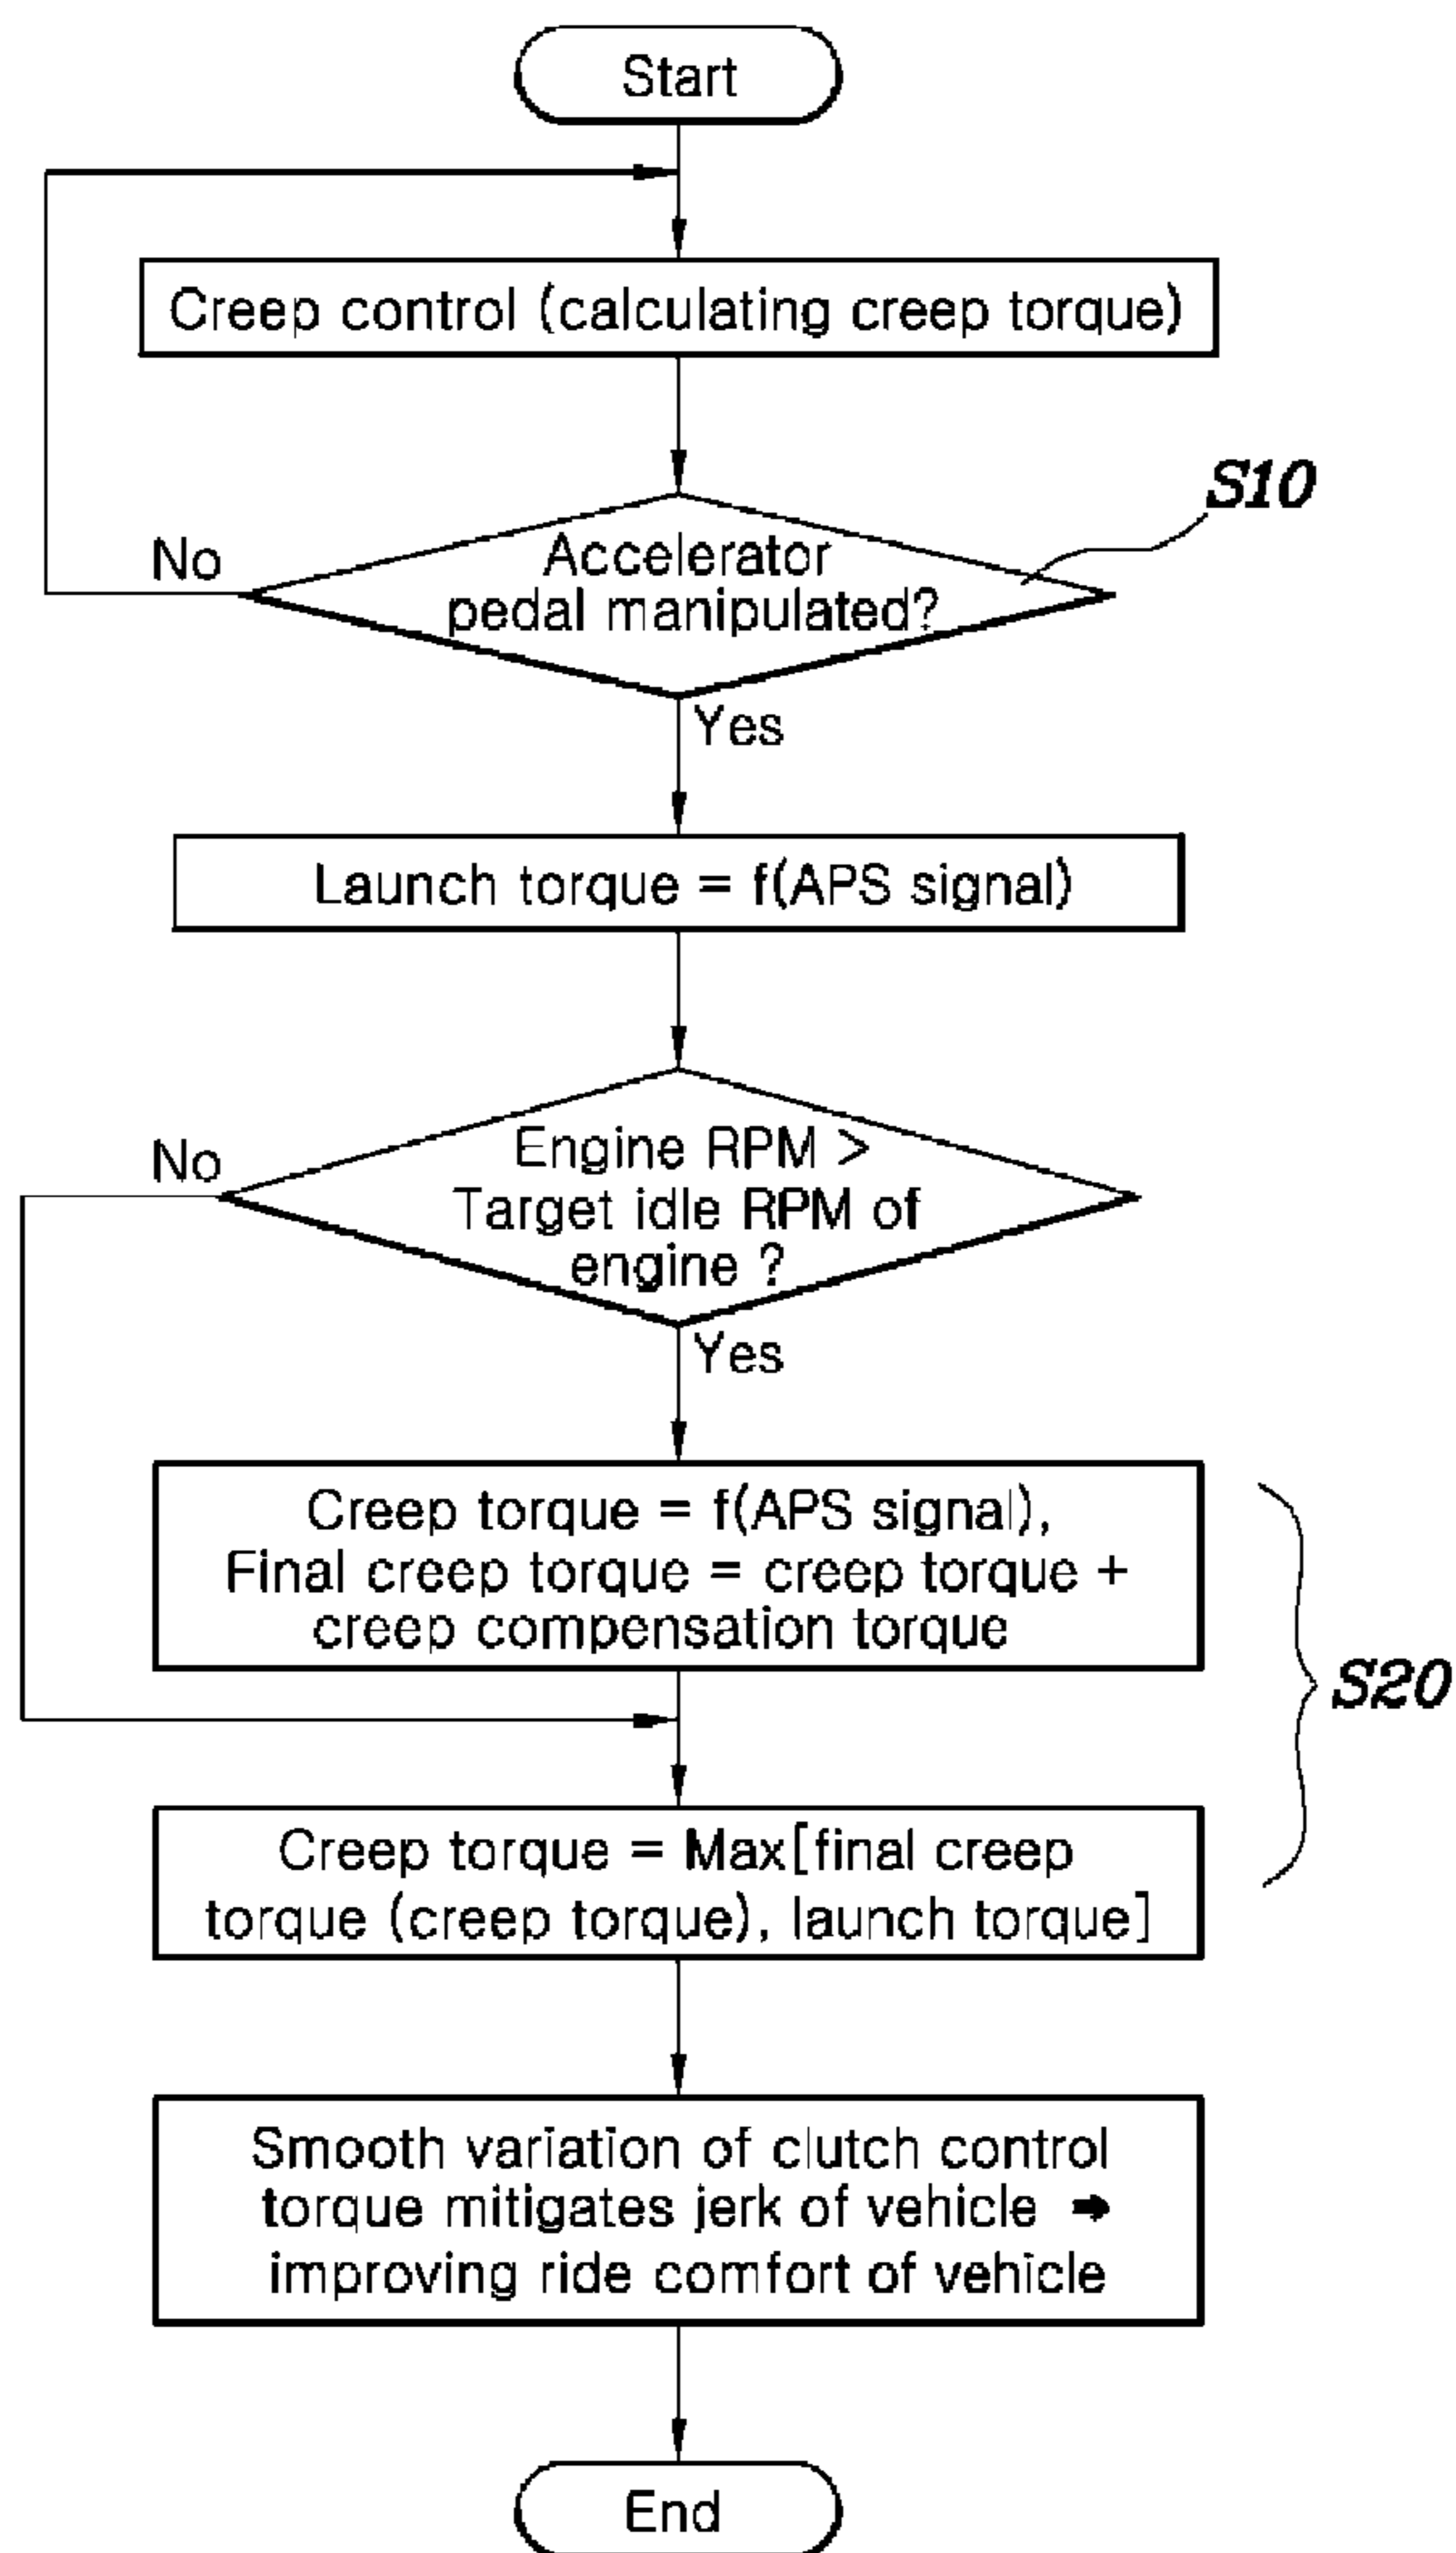 Start
Creep control (calculating creep torque)
S10
No
Accelerator
pedal manipulated?
Yes
Launch torque = f(APS signal)
No
Engine RPM >
Target idle RPM of
engine ?
Yes
Creep torque = f(APS signal),
Final creep torque = creep torque +
creep compensation torque
S20
Creep torque = Max[final creep
torque (creep torque), launch torque]
Smooth variation of clutch control
torque mitigates jerk of vehicle ➡
improving ride comfort of vehicle
End